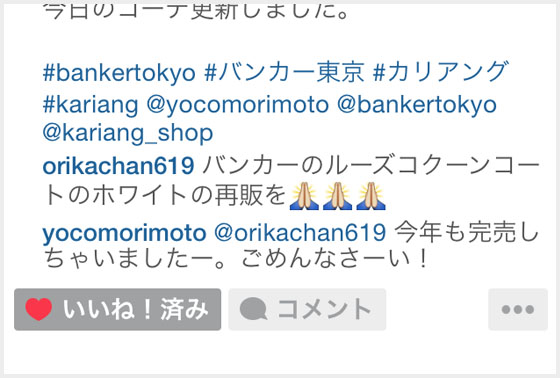 今日のコーデ更新しました。
#bankertokyo #バンカー東京 #カリアング
#kariang @yocomorimoto @bankertokyo
@kariang_shop
orikachan619 バンカーのルーズコクーンコー
トのホワイトの再販を🙏🙏🙏
yocomorimoto @orikachan619 今年も完売し
ちゃいましたー。ごめんなさーい！
いいね！済み コメント